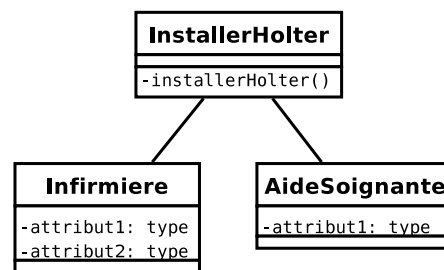 InstallerHolter
-installerHolter()
Infirmiere
-attribut1: type
-attribut2: type
AideSoignante
-attribut1: type